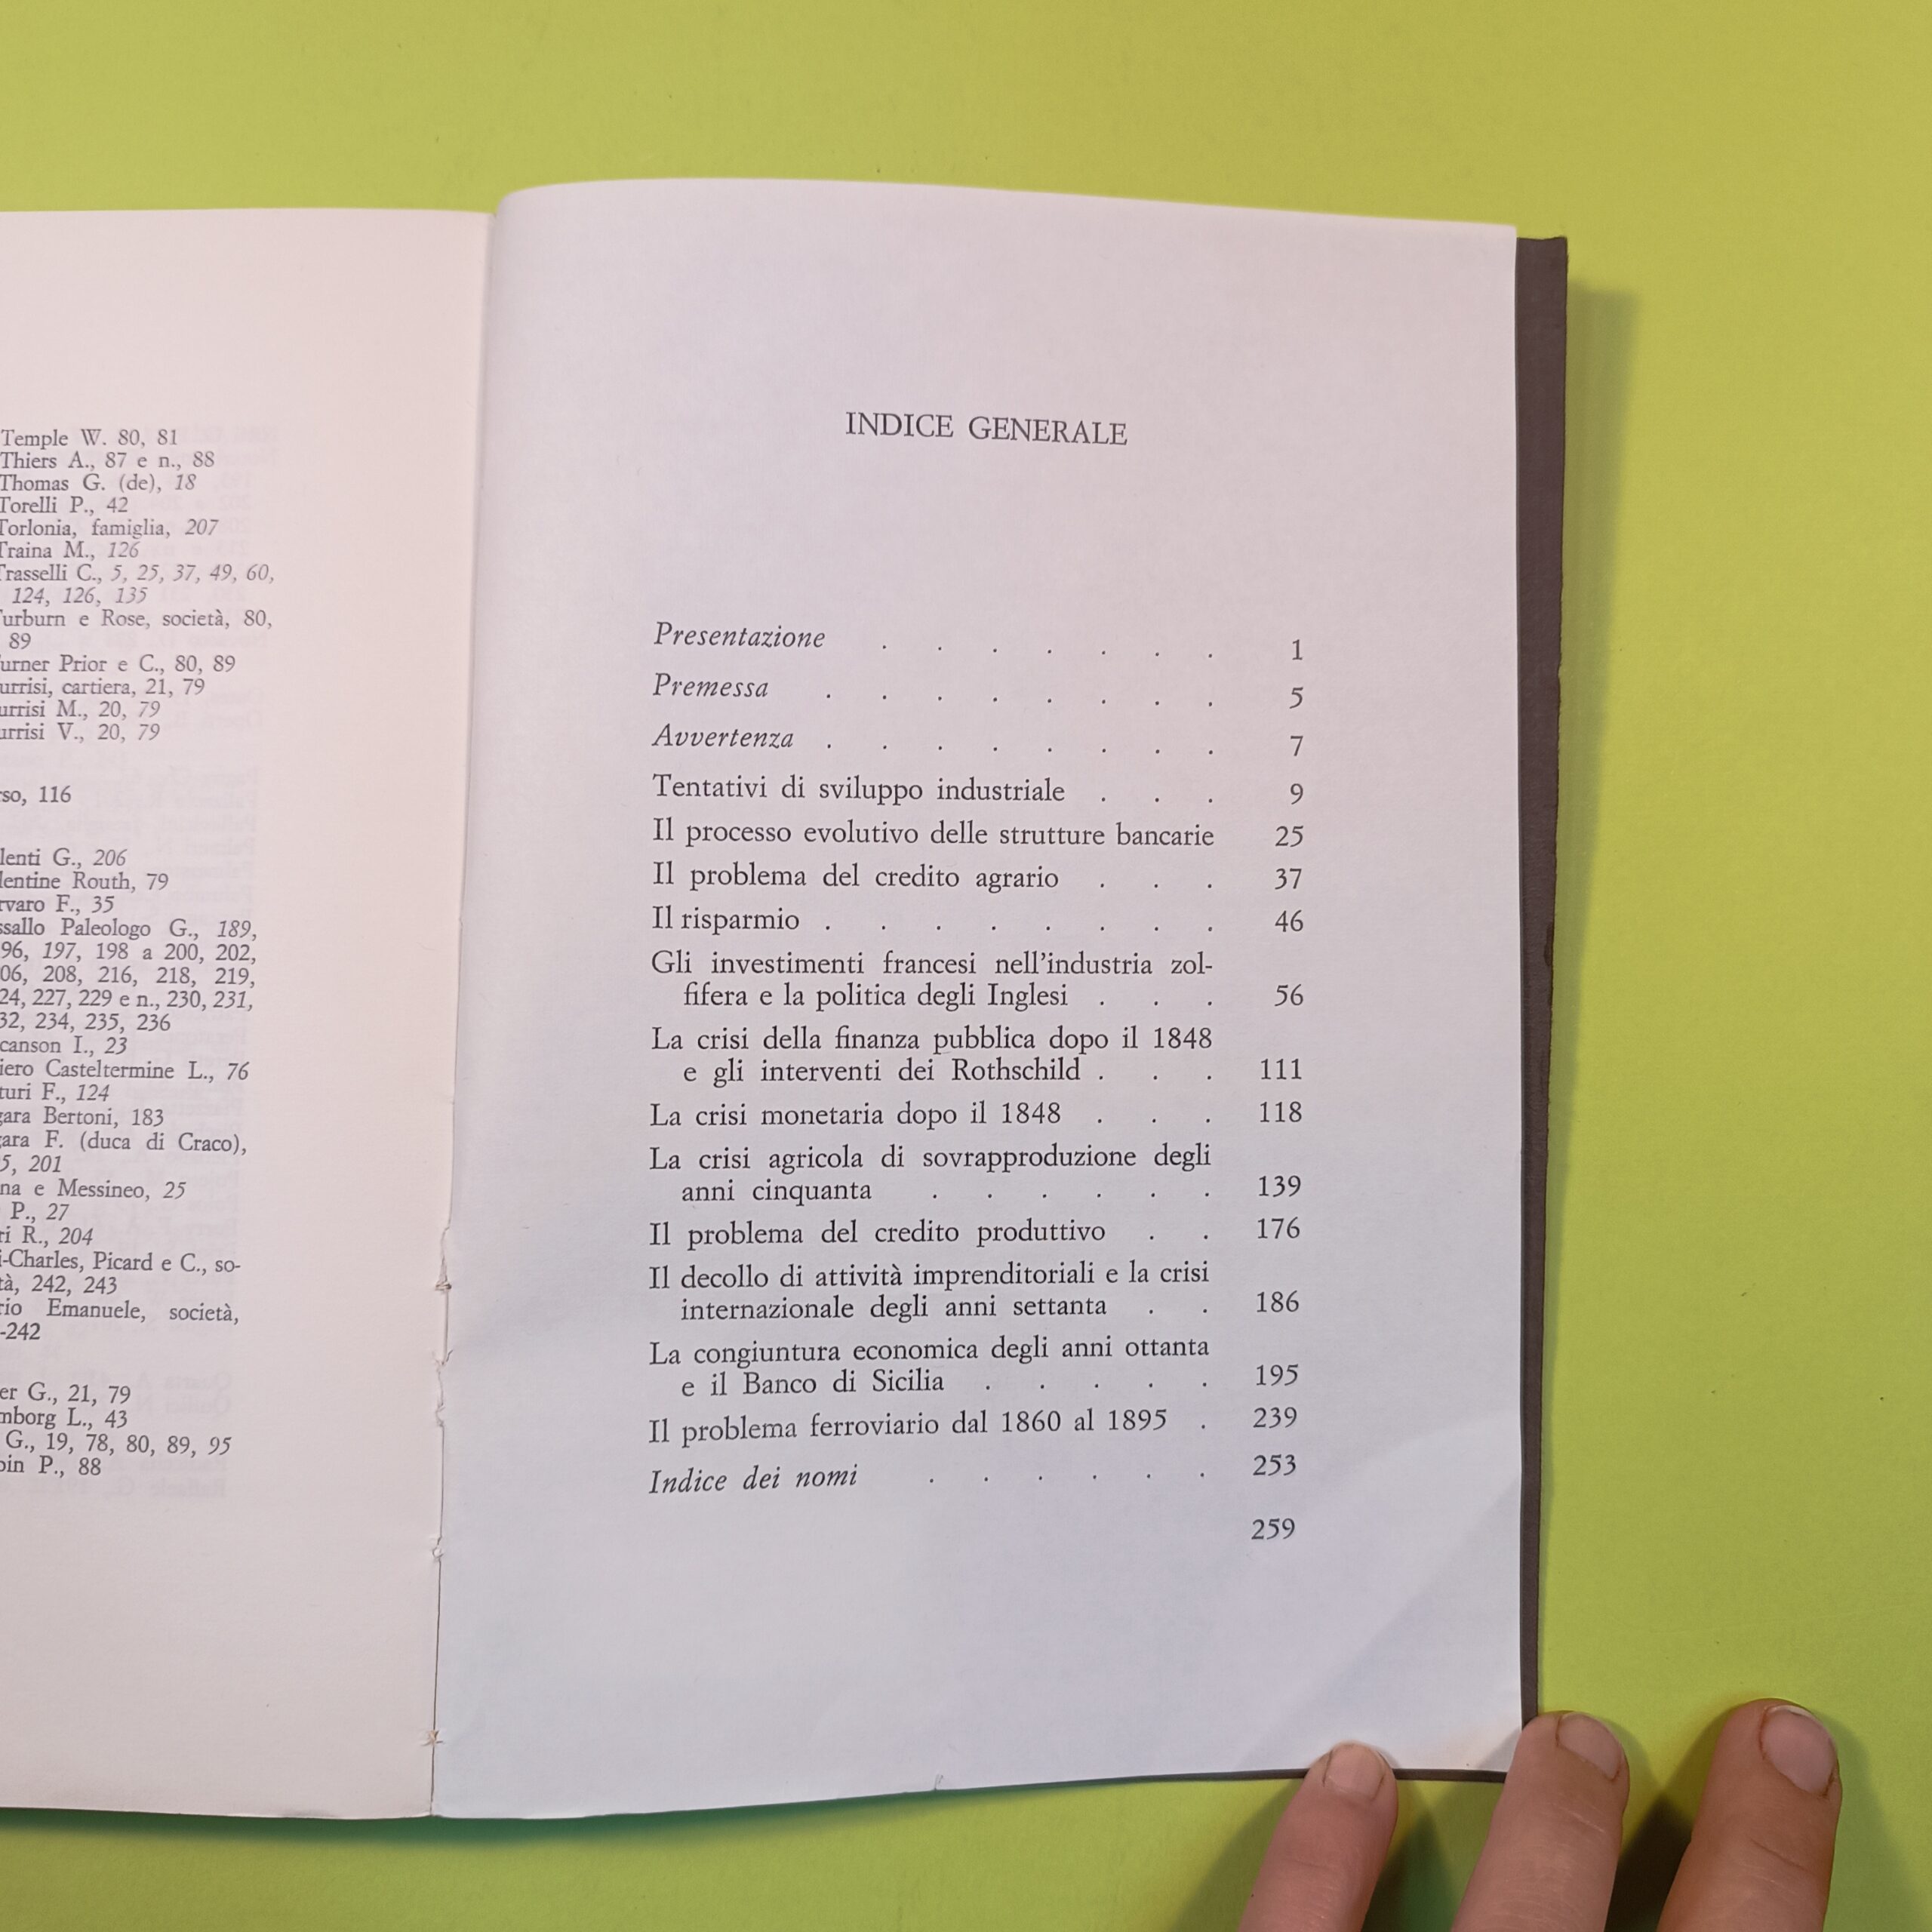 Temple W. 80, 81
Thiers A., 87 e n., 88
Thomas G. (de), 18
Torelli P., 42
Torlonia, famiglia, 207
Traina M., 126
Trasselli C., 5, 25, 37, 49, 60,
124, 126, 135
urburn e Rose, società, 80,
89
urner Prior e C., 80, 89
urrisi, cartiera, 21, 79
urrisi M., 20, 79
urrisi V., 20, 79
rso, 116
lenti G., 206
lentine Routh, 79
rvaro F., 35
ssallo Paleologo G., 189,
96, 197, 198 a 200, 202,
06, 208, 216, 218, 219,
24, 227, 229 e n., 230, 231,
32, 234, 235, 236
canson I., 23
iero Casteltermine L., 76
turi F., 124
gara Bertoni, 183
ara F. (duca di Craco),
5, 201
na e Messineo, 25
P., 27
ri R., 204
i-Charles, Picard e C., so-
tà, 242, 243
rio Emanuele, società,
-242
er G., 21, 79
mborg L., 43
G., 19, 78, 80, 89, 95
pin P., 88
INDICE GENERALE
Presentazione . . . . . . . 1
Premessa . . . . . . . . 5
Avvertenza . . . . . . . . 7
Tentativi di sviluppo industriale . . . 9
Il processo evolutivo delle strutture bancarie 25
Il problema del credito agrario . . . 37
Il risparmio . . . . . . . . 46
Gli investimenti francesi nell'industria zol-
fifera e la politica degli Inglesi . . . 56
La crisi della finanza pubblica dopo il 1848
e gli interventi dei Rothschild . . . 111
La crisi monetaria dopo il 1848 . . . 118
La crisi agricola di sovrapproduzione degli
anni cinquanta . . . . . . 139
Il problema del credito produttivo . . 176
Il decollo di attività imprenditoriali e la crisi
internazionale degli anni settanta . . 186
La congiuntura economica degli anni ottanta
e il Banco di Sicilia . . . . . 195
Il problema ferroviario dal 1860 al 1895 . 239
Indice dei nomi . . . . . . 253
259